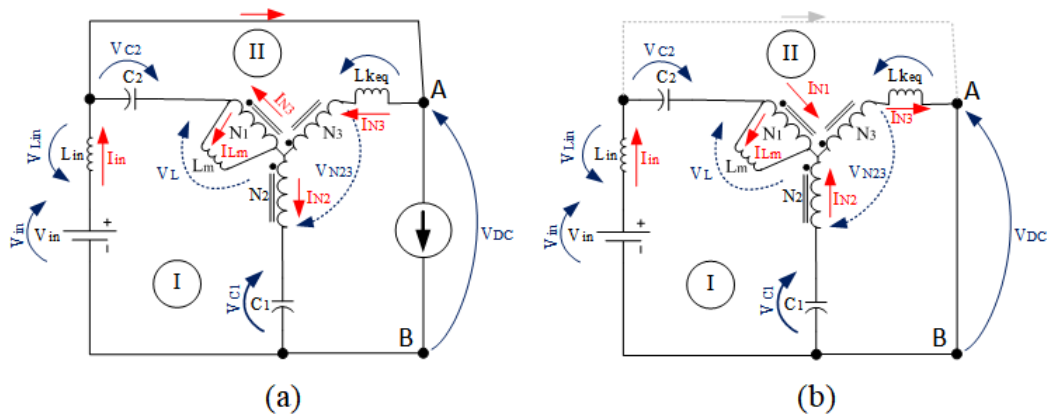 II
A
VC2
C2
Lkeq
IN3
IN3
N1
N3
VLin
Lin
Iin
ILm
Lm
VL
VN23
N2
IN2
Vin
Vin
+
-
VDC
I
VC1
C1
B
(a)
II
A
VC2
C2
Lkeq
IN1
IN3
N1
N3
VLin
Lin
Iin
ILm
Lm
VL
VN23
N2
IN2
Vin
Vin
+
-
VDC
I
VC1
C1
B
(b)